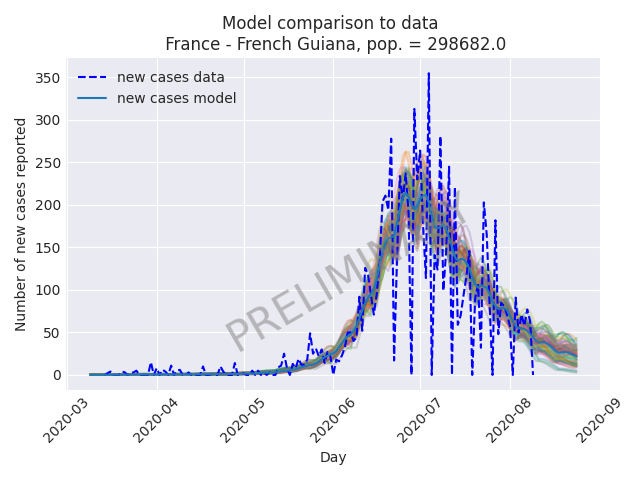 Model comparison to data
France - French Guiana, pop. = 298682.0
new cases data
new cases model
350
300
250
200
150
100
50
0
Number of new cases reported
2020-03
2020-04
2020-05
2020-06
2020-07
2020-08
2020-09
Day